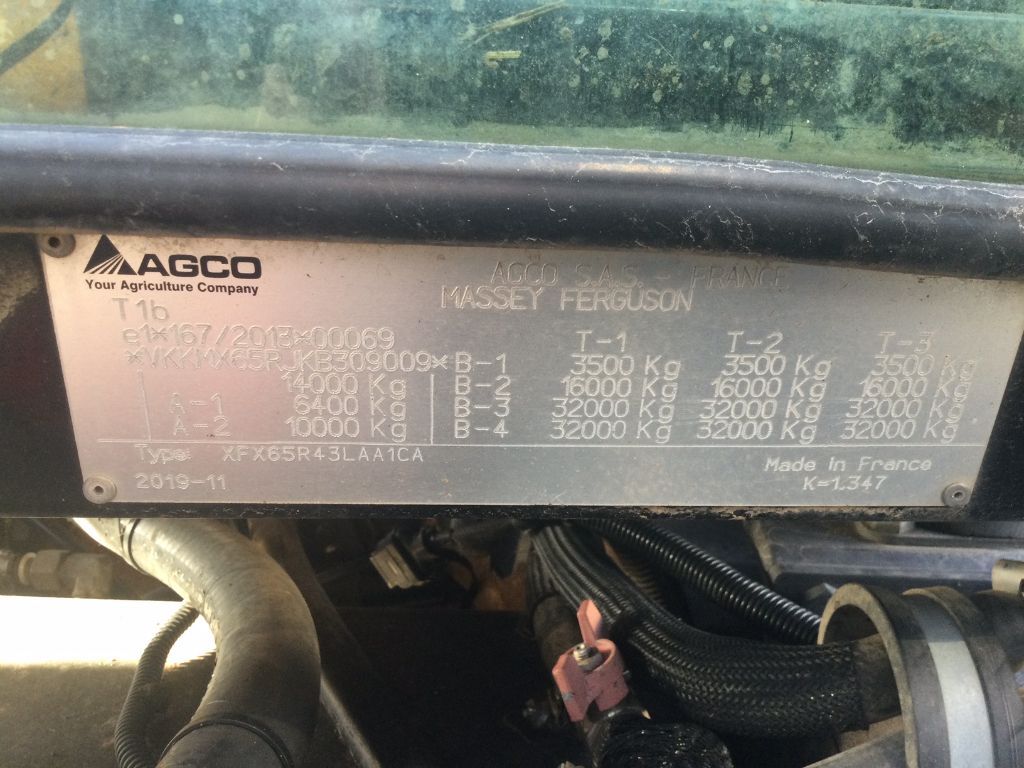 AGCO
Your Agriculture Company
AGCO S.A.S. - FRANCE
MASSEY FERGUSON
T1b
e1*167/2013*00069
*VKKMX65RJKB309009*
14000 Kg
A-1 6400 Kg
A-2 10000 Kg
T-1 T-2 T-3
B-1 3500 Kg 3500 Kg 3500 Kg
B-2 16000 Kg 16000 Kg 16000 Kg
B-3 32000 Kg 32000 Kg 32000 Kg
B-4 32000 Kg 32000 Kg 32000 Kg
Type: XFX65R43LAA1CA
2019-11
Made in France
K=1.347